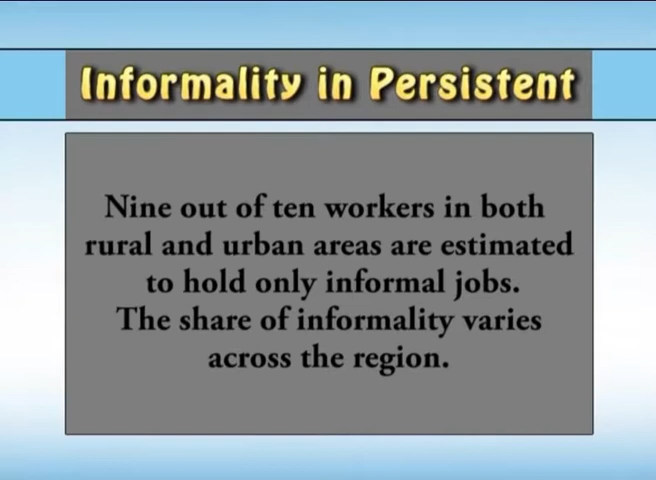 Informality in Persistent
Nine out of ten workers in both
rural and urban areas are estimated
to hold only informal jobs.
The share of informality varies
across the region.